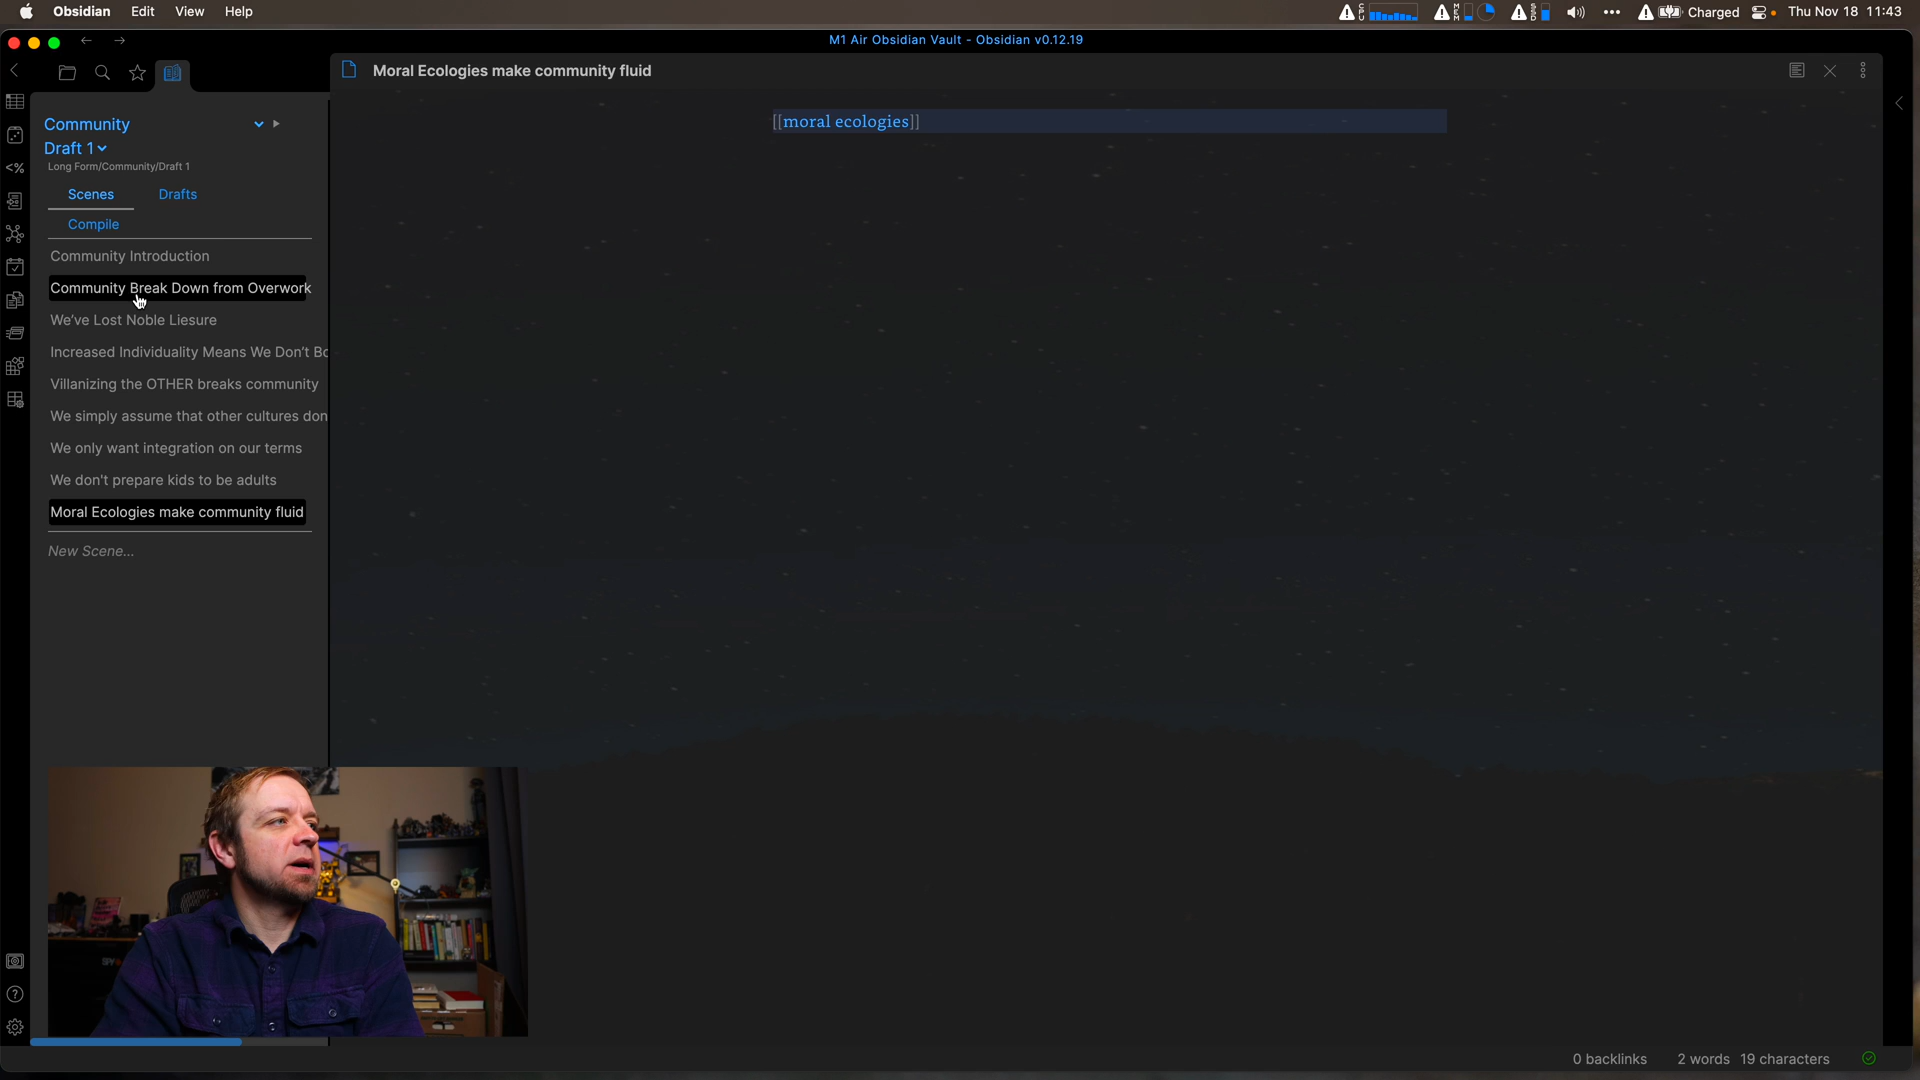 Obsidian Edit View Help
Charged Thu Nov 18 11:43
M1 Air Obsidian Vault - Obsidian v0.12.19
Moral Ecologies make community fluid
[[moral ecologies]]
Community
Draft 1
Long Form/Community/Draft 1
Scenes Drafts
Compile
Community Introduction
Community Break Down from Overwork
We've Lost Noble Liesure
Increased Individuality Means We Don't Bo
Villanizing the OTHER breaks community
We simply assume that other cultures don
We only want integration on our terms
We don't prepare kids to be adults
Moral Ecologies make community fluid
New Scene...
0 backlinks 2 words 19 characters